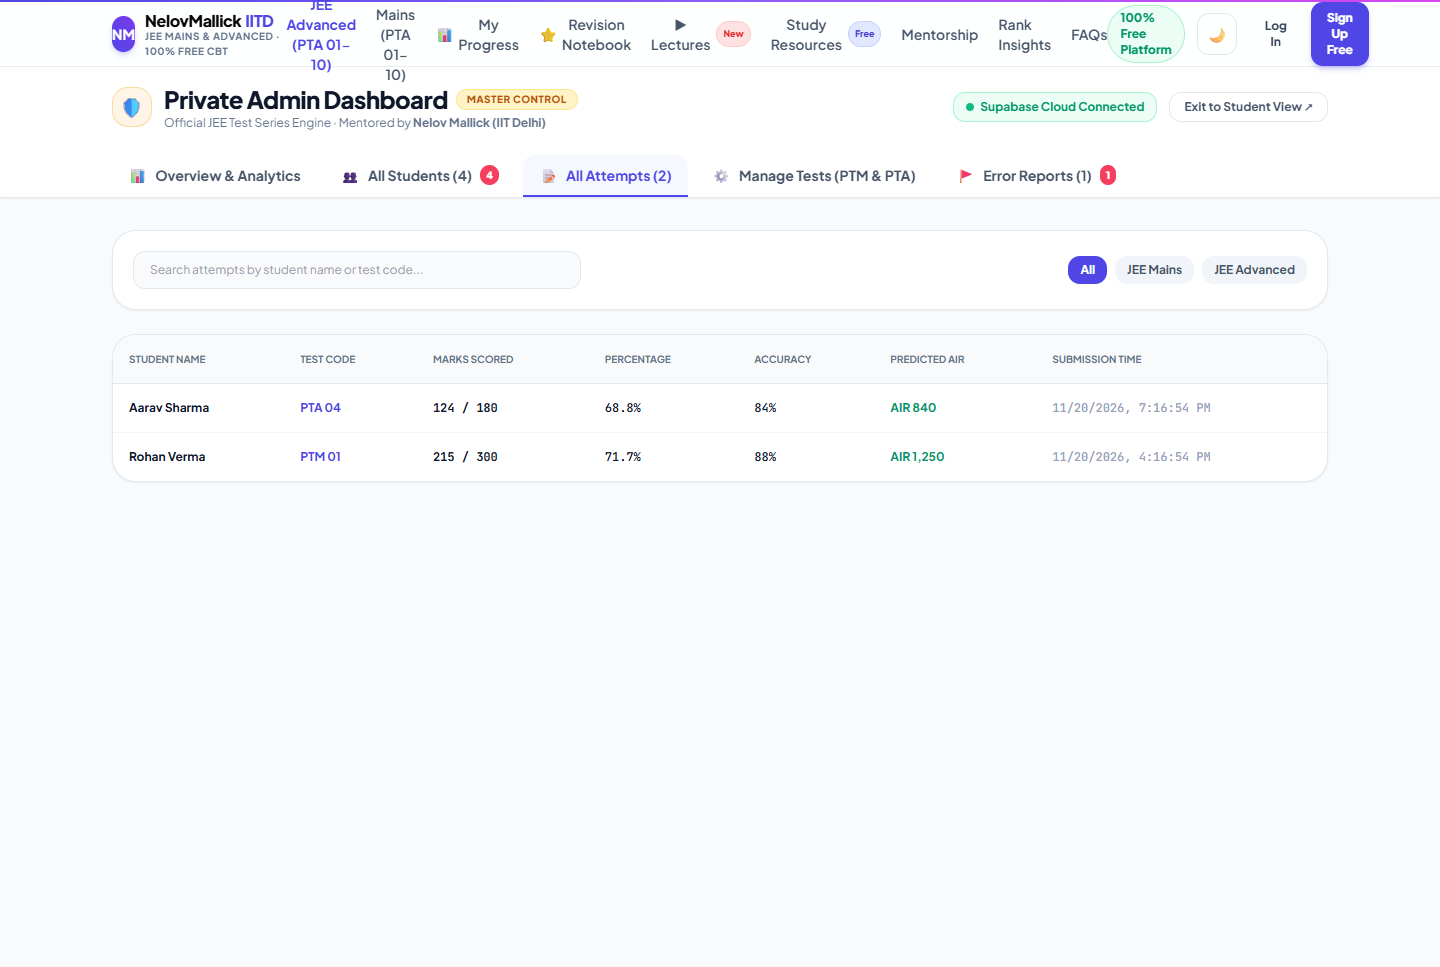 NM
NelovMallick IITD
JEE MAINS & ADVANCED ·
100% FREE CBT
JEE
Advanced
(PTA 01–
10)
Mains
(PTA
01–
10)
My
Progress
Revision
Notebook
▶
Lectures
New
Study
Resources
Free
Mentorship
Rank
Insights
FAQs
100%
Free
Platform
Log
In
Sign
Up
Free
Private Admin Dashboard
MASTER CONTROL
Official JEE Test Series Engine · Mentored by Nelov Mallick (IIT Delhi)
Supabase Cloud Connected
Exit to Student View ↗
Overview & Analytics
All Students (4) 4
All Attempts (2)
Manage Tests (PTM & PTA)
Error Reports (1) 1
Search attempts by student name or test code...
All
JEE Mains
JEE Advanced
STUDENT NAME TEST CODE MARKS SCORED PERCENTAGE ACCURACY PREDICTED AIR SUBMISSION TIME
Aarav Sharma PTA 04 124 / 180 68.8% 84% AIR 840 11/20/2026, 7:16:54 PM
Rohan Verma PTM 01 215 / 300 71.7% 88% AIR 1,250 11/20/2026, 4:16:54 PM